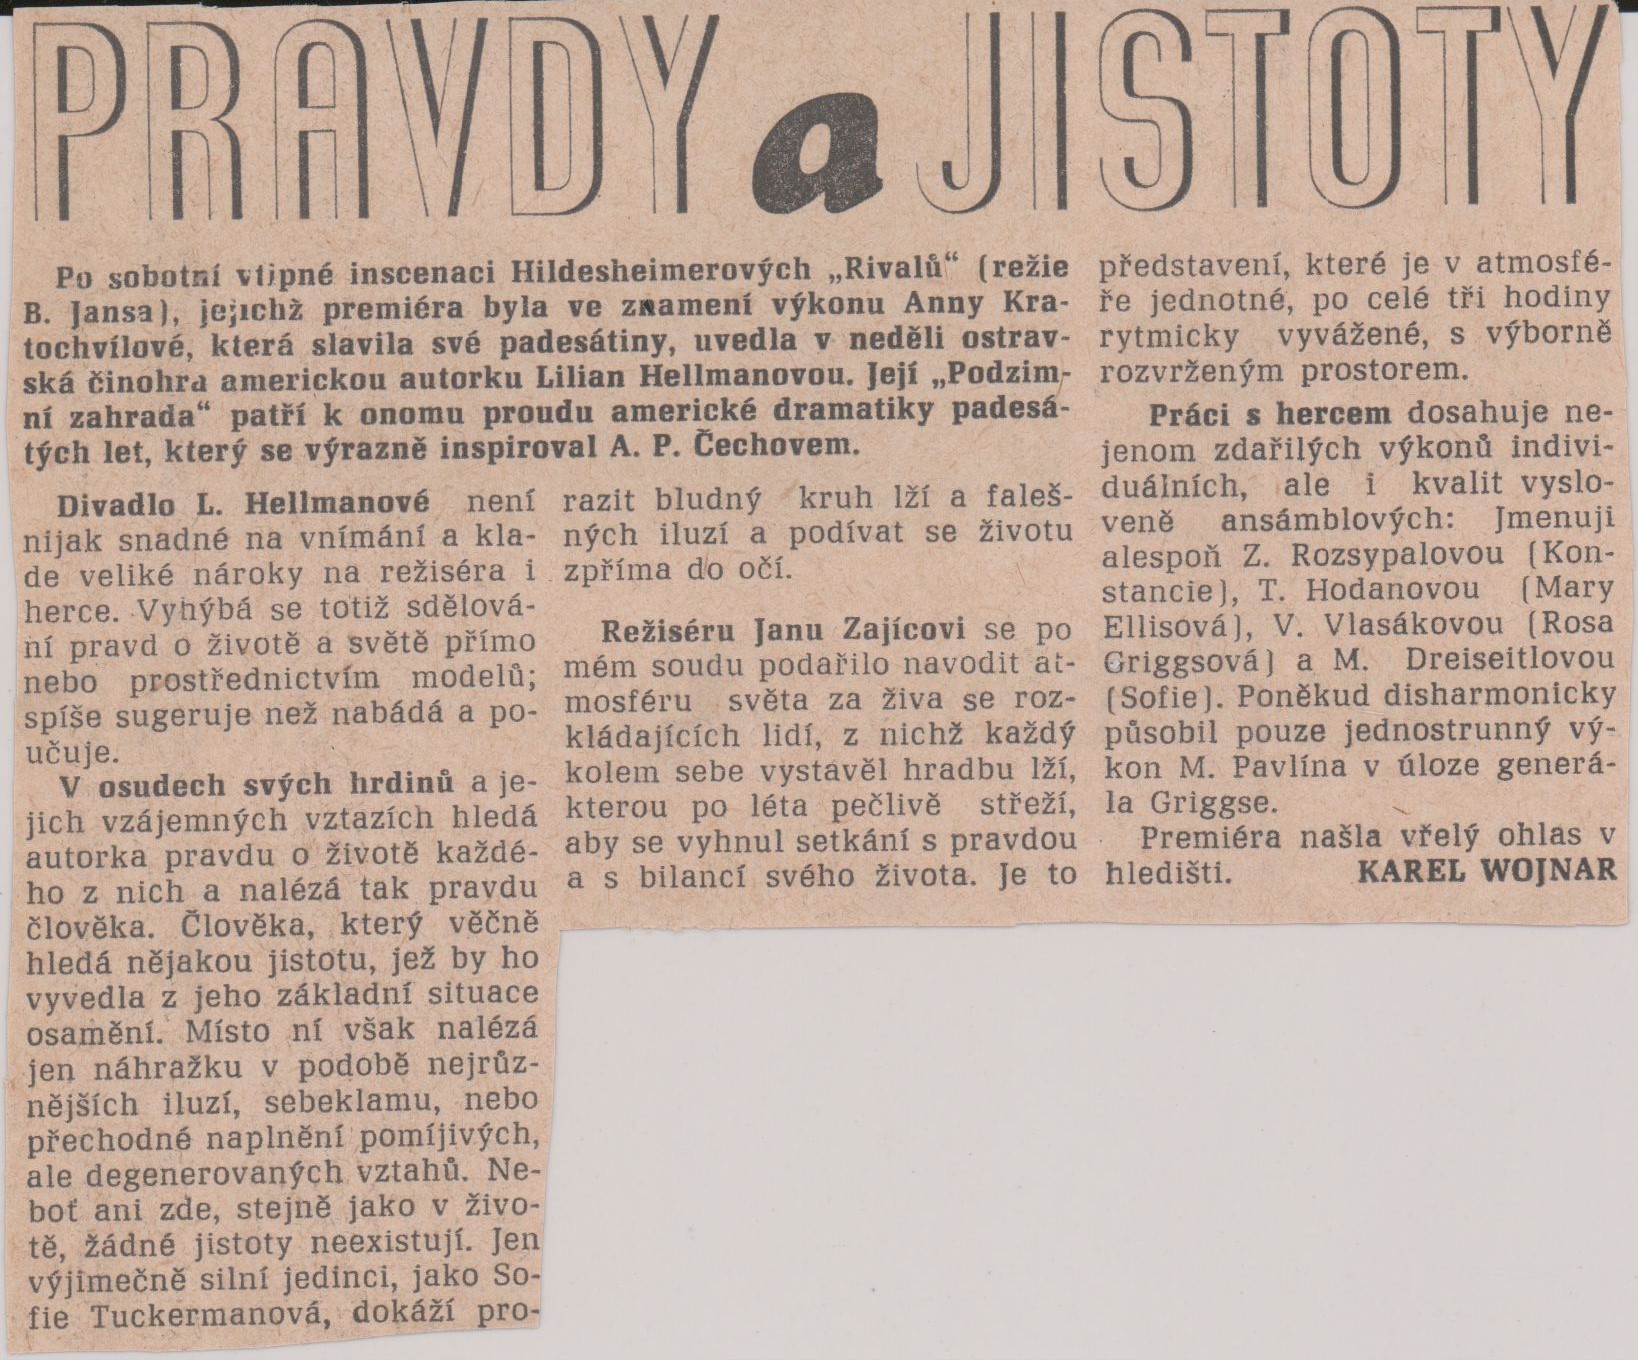 PRAVDY a JISTOTY
Po sobotní vtipné inscenaci Hildesheimerových „Rivalů“ (režie
B. Jansa), jejichž premiéra byla ve znamení výkonu Anny Kra-
tochvílové, která slavila své padesátiny, uvedla v neděli ostrav-
ská činohra americkou autorku Lilian Hellmanovou. Její „Podzim-
ní zahrada“ patří k onomu proudu americké dramatiky padesá-
tých let, který se výrazně inspiroval A. P. Čechovem.
Divadlo L. Hellmanové není
nijak snadné na vnímání a kla-
de veliké nároky na režiséra i
herce. Vyhýbá se totiž sdělová-
ní pravd o životě a světě přímo
nebo prostřednictvím modelů;
spíše sugeruje než nabádá a po-
učuje.
V osudech svých hrdinů a je-
jich vzájemných vztazích hledá
autorka pravdu o životě každé-
ho z nich a nalézá tak pravdu
člověka. Člověka, který věčně
hledá nějakou jistotu, jež by ho
vyvedla z jeho základní situace
osamění. Místo ní však nalézá
jen náhražku v podobě nejrůz-
nějších iluzí, sebeklamu, nebo
přechodné naplnění pomíjivých,
ale degenerovaných vztahů. Ne-
boť ani zde, stejně jako v živo-
tě, žádné jistoty neexistují. Jen
výjimečně silní jedinci, jako So-
fie Tuckermanová, dokáží pro-
razit bludný kruh lží a faleš-
ných iluzí a podívat se životu
zpříma do očí.
Režiséru Janu Zajícovi se po
mém soudu podařilo navodit at-
mosféru světa za živa se roz-
kládajících lidí, z nichž každý
kolem sebe vystavěl hradbu lží,
kterou po léta pečlivě střeží,
aby se vyhnul setkání s pravdou
a s bilancí svého života. Je to
představení, které je v atmosfé-
ře jednotné, po celé tři hodiny
rytmicky vyvážené, s výborně
rozvrženým prostorem.
Práci s hercem dosahuje ne-
jenom zdařilých výkonů indivi-
duálních, ale i kvalit vyslo-
veně ansámblových: Jmenuji
alespoň Z. Rozsypalovou (Kon-
stancie), T. Hodanovou (Mary
Ellisová), V. Vlasákovou (Rosa
Griggsová) a M. Dreiseitlovou
(Sofie). Poněkud disharmonicky
působil pouze jednostrunný vý-
kon M. Pavlína v úloze generá-
la Griggse.
Premiéra našla vřelý ohlas v
hledišti. KAREL WOJNAR